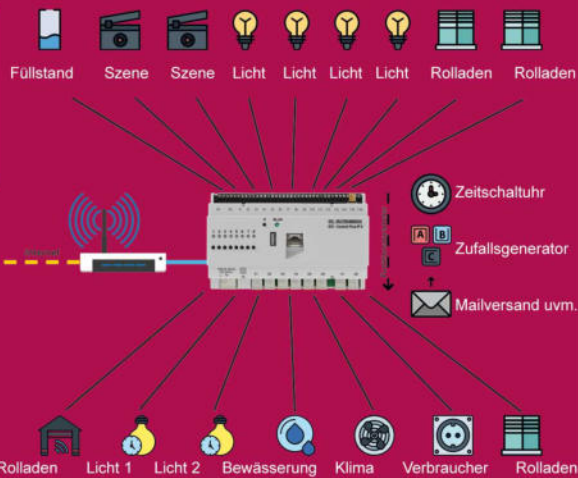 Füllstand Szene Szene Licht Licht Licht Licht Rolladen Rolladen
Zeitschaltuhr
A B
C
Zufallsgenerator
Mailversand uvm.
Rolladen Licht 1 Licht 2 Bewässerung Klima Verbraucher Rolladen